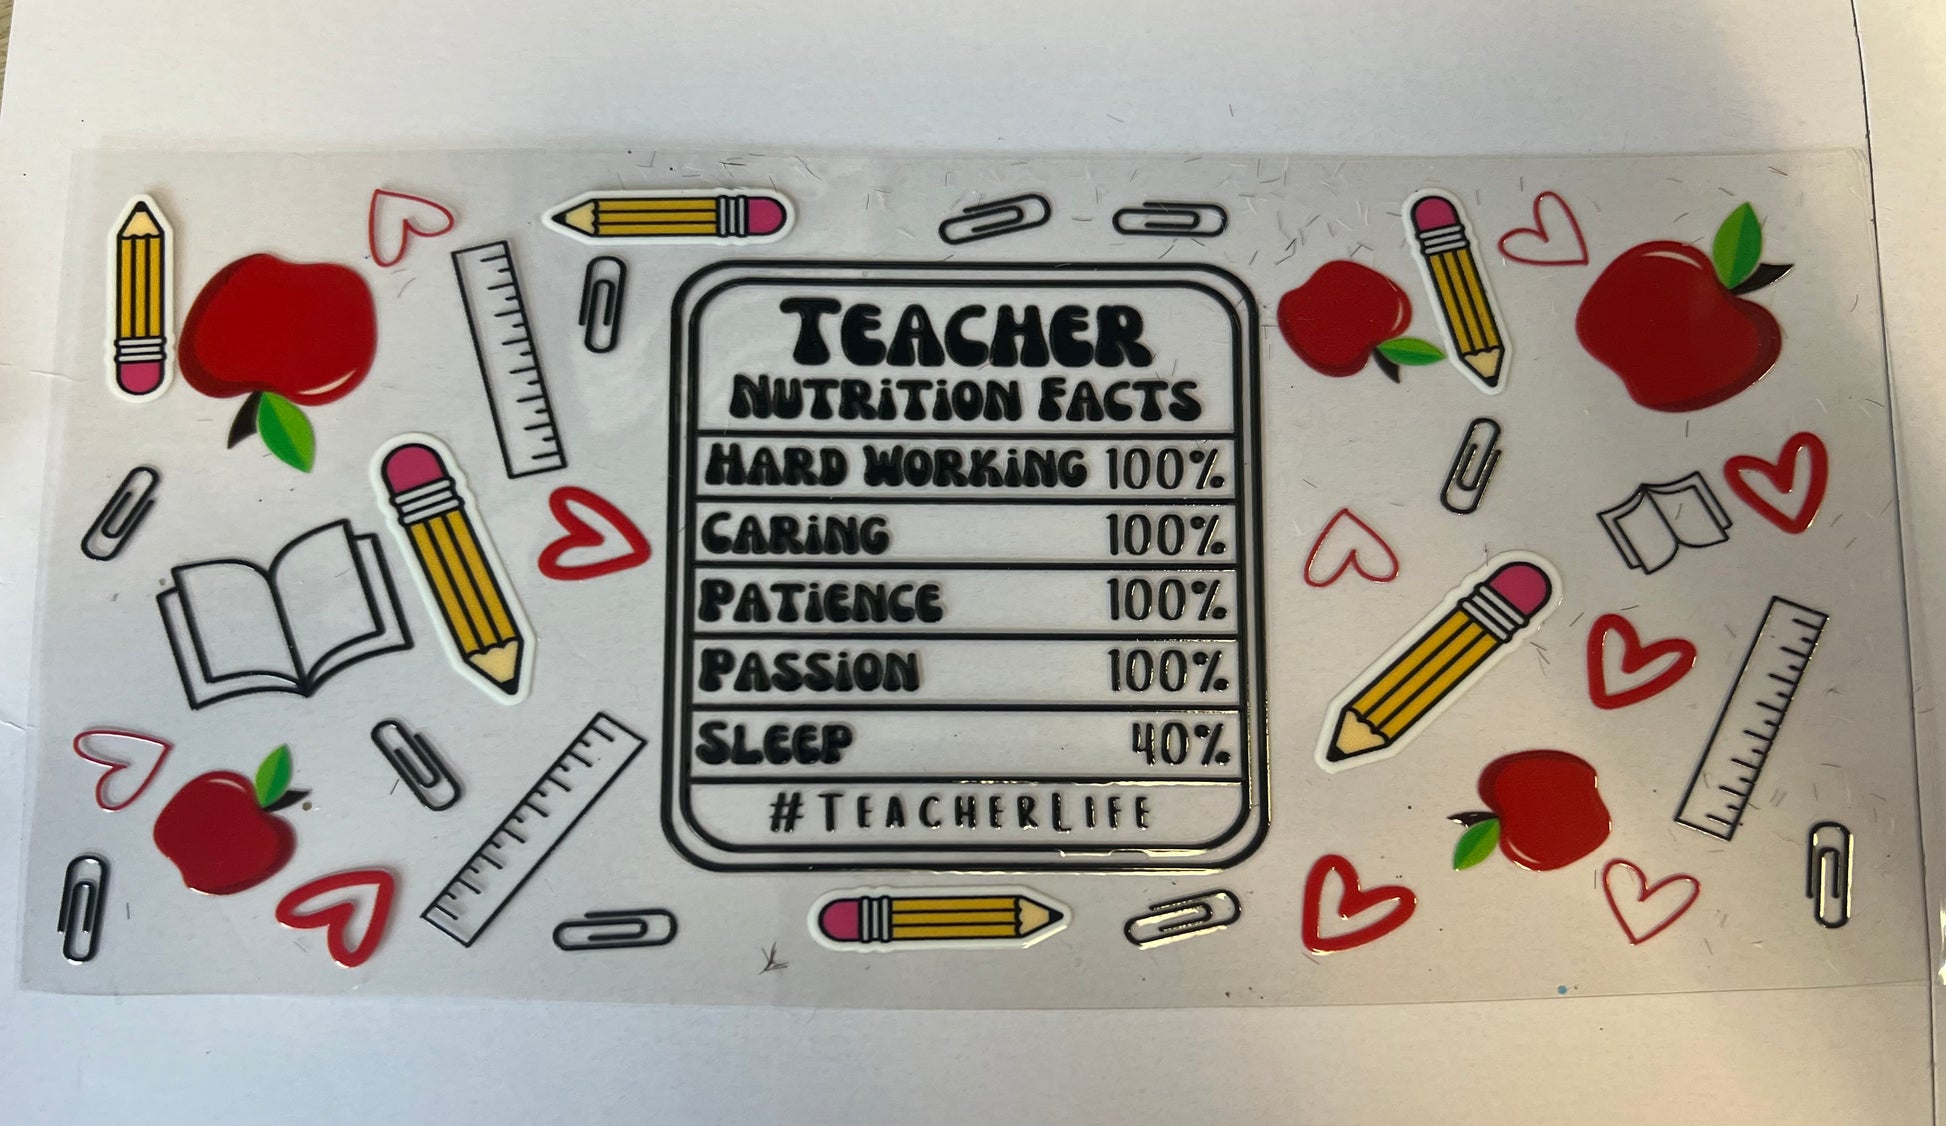 TEACHER
NUTRiTiON FACTS
HARD WORKiNG 100%
CARiNG 100%
PATiENCE 100%
PASSiON 100%
SLEEP 40%
#TEACHERLIFE